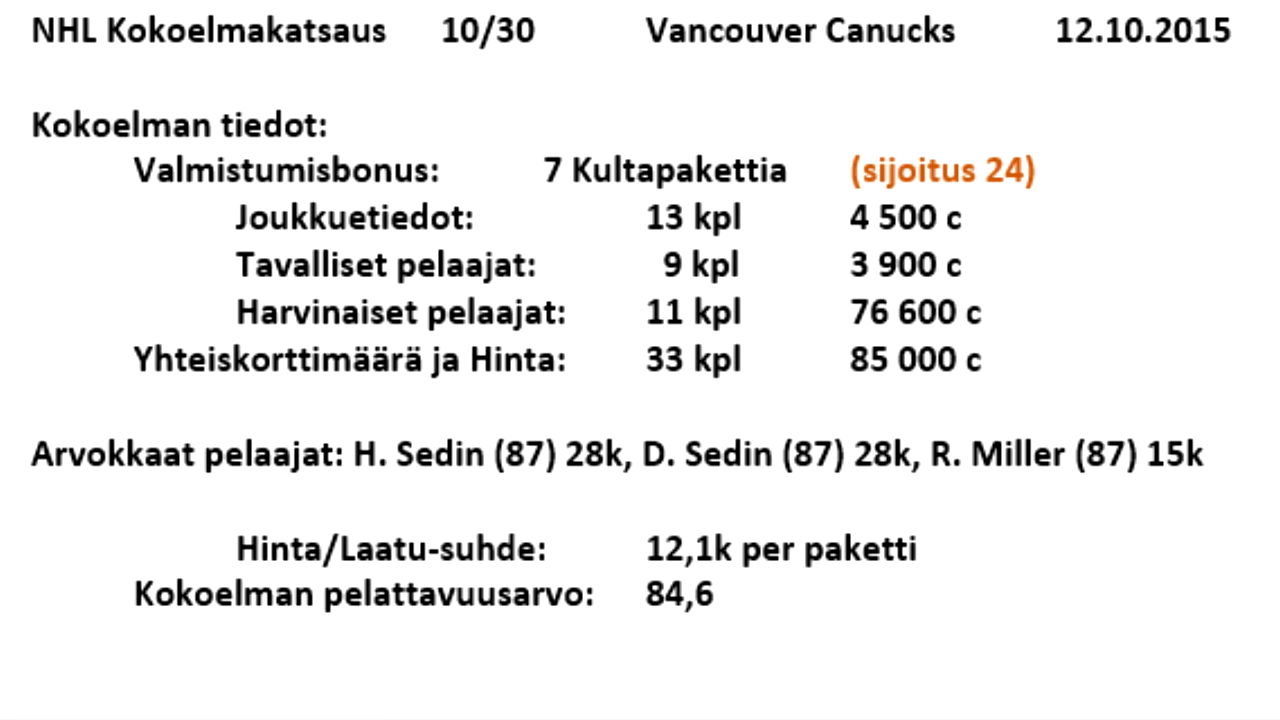 NHL Kokoelmakatsaus 10/30 Vancouver Canucks 12.10.2015
Kokoelman tiedot:
Valmistumisbonus: 7 Kultapakettia (sijoitus 24)
Joukkuetiedot: 13 kpl 4 500 c
Tavalliset pelaajat: 9 kpl 3 900 c
Harvinaiset pelaajat: 11 kpl 76 600 c
Yhteiskorttimäärä ja Hinta: 33 kpl 85 000 c
Arvokkaat pelaajat: H. Sedin (87) 28k, D. Sedin (87) 28k, R. Miller (87) 15k
Hinta/Laatu-suhde: 12,1k per paketti
Kokoelman pelattavuusarvo: 84,6